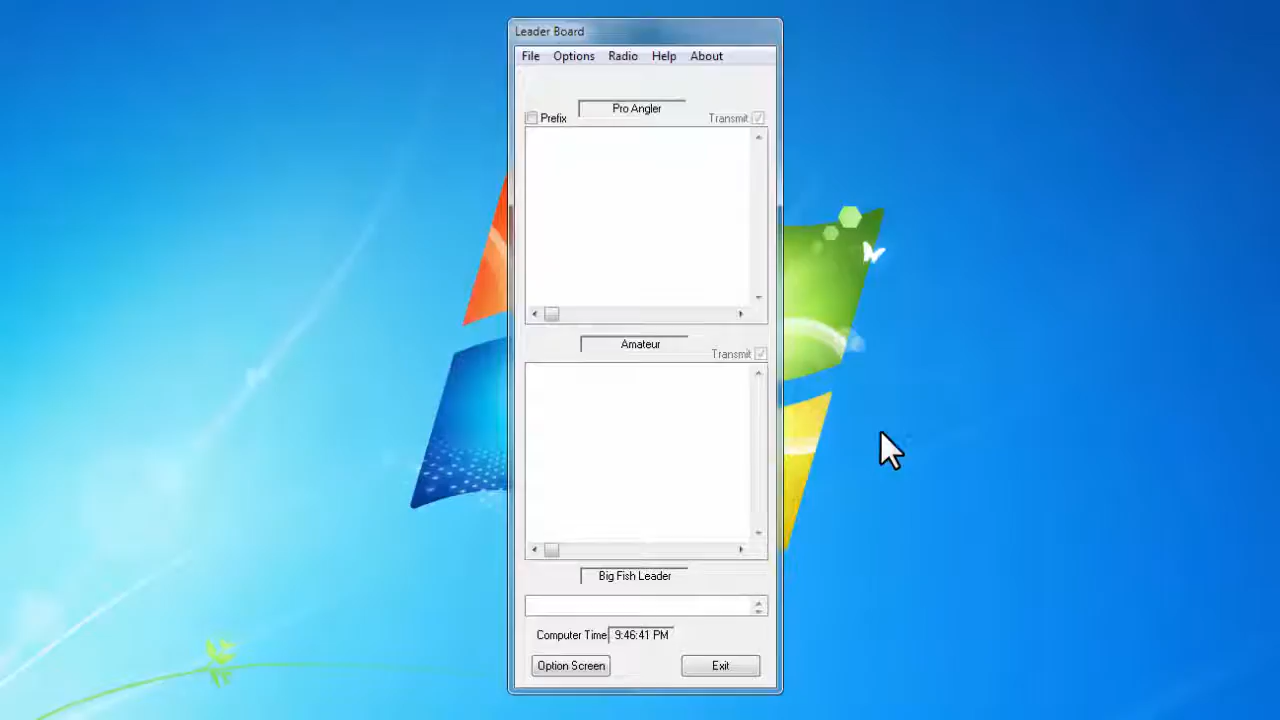 Leader Board
File Options Radio Help About
Pro Angler
Prefix Transmit
Amateur
Transmit
Big Fish Leader
Computer Time 9:46:41 PM
Option Screen Exit